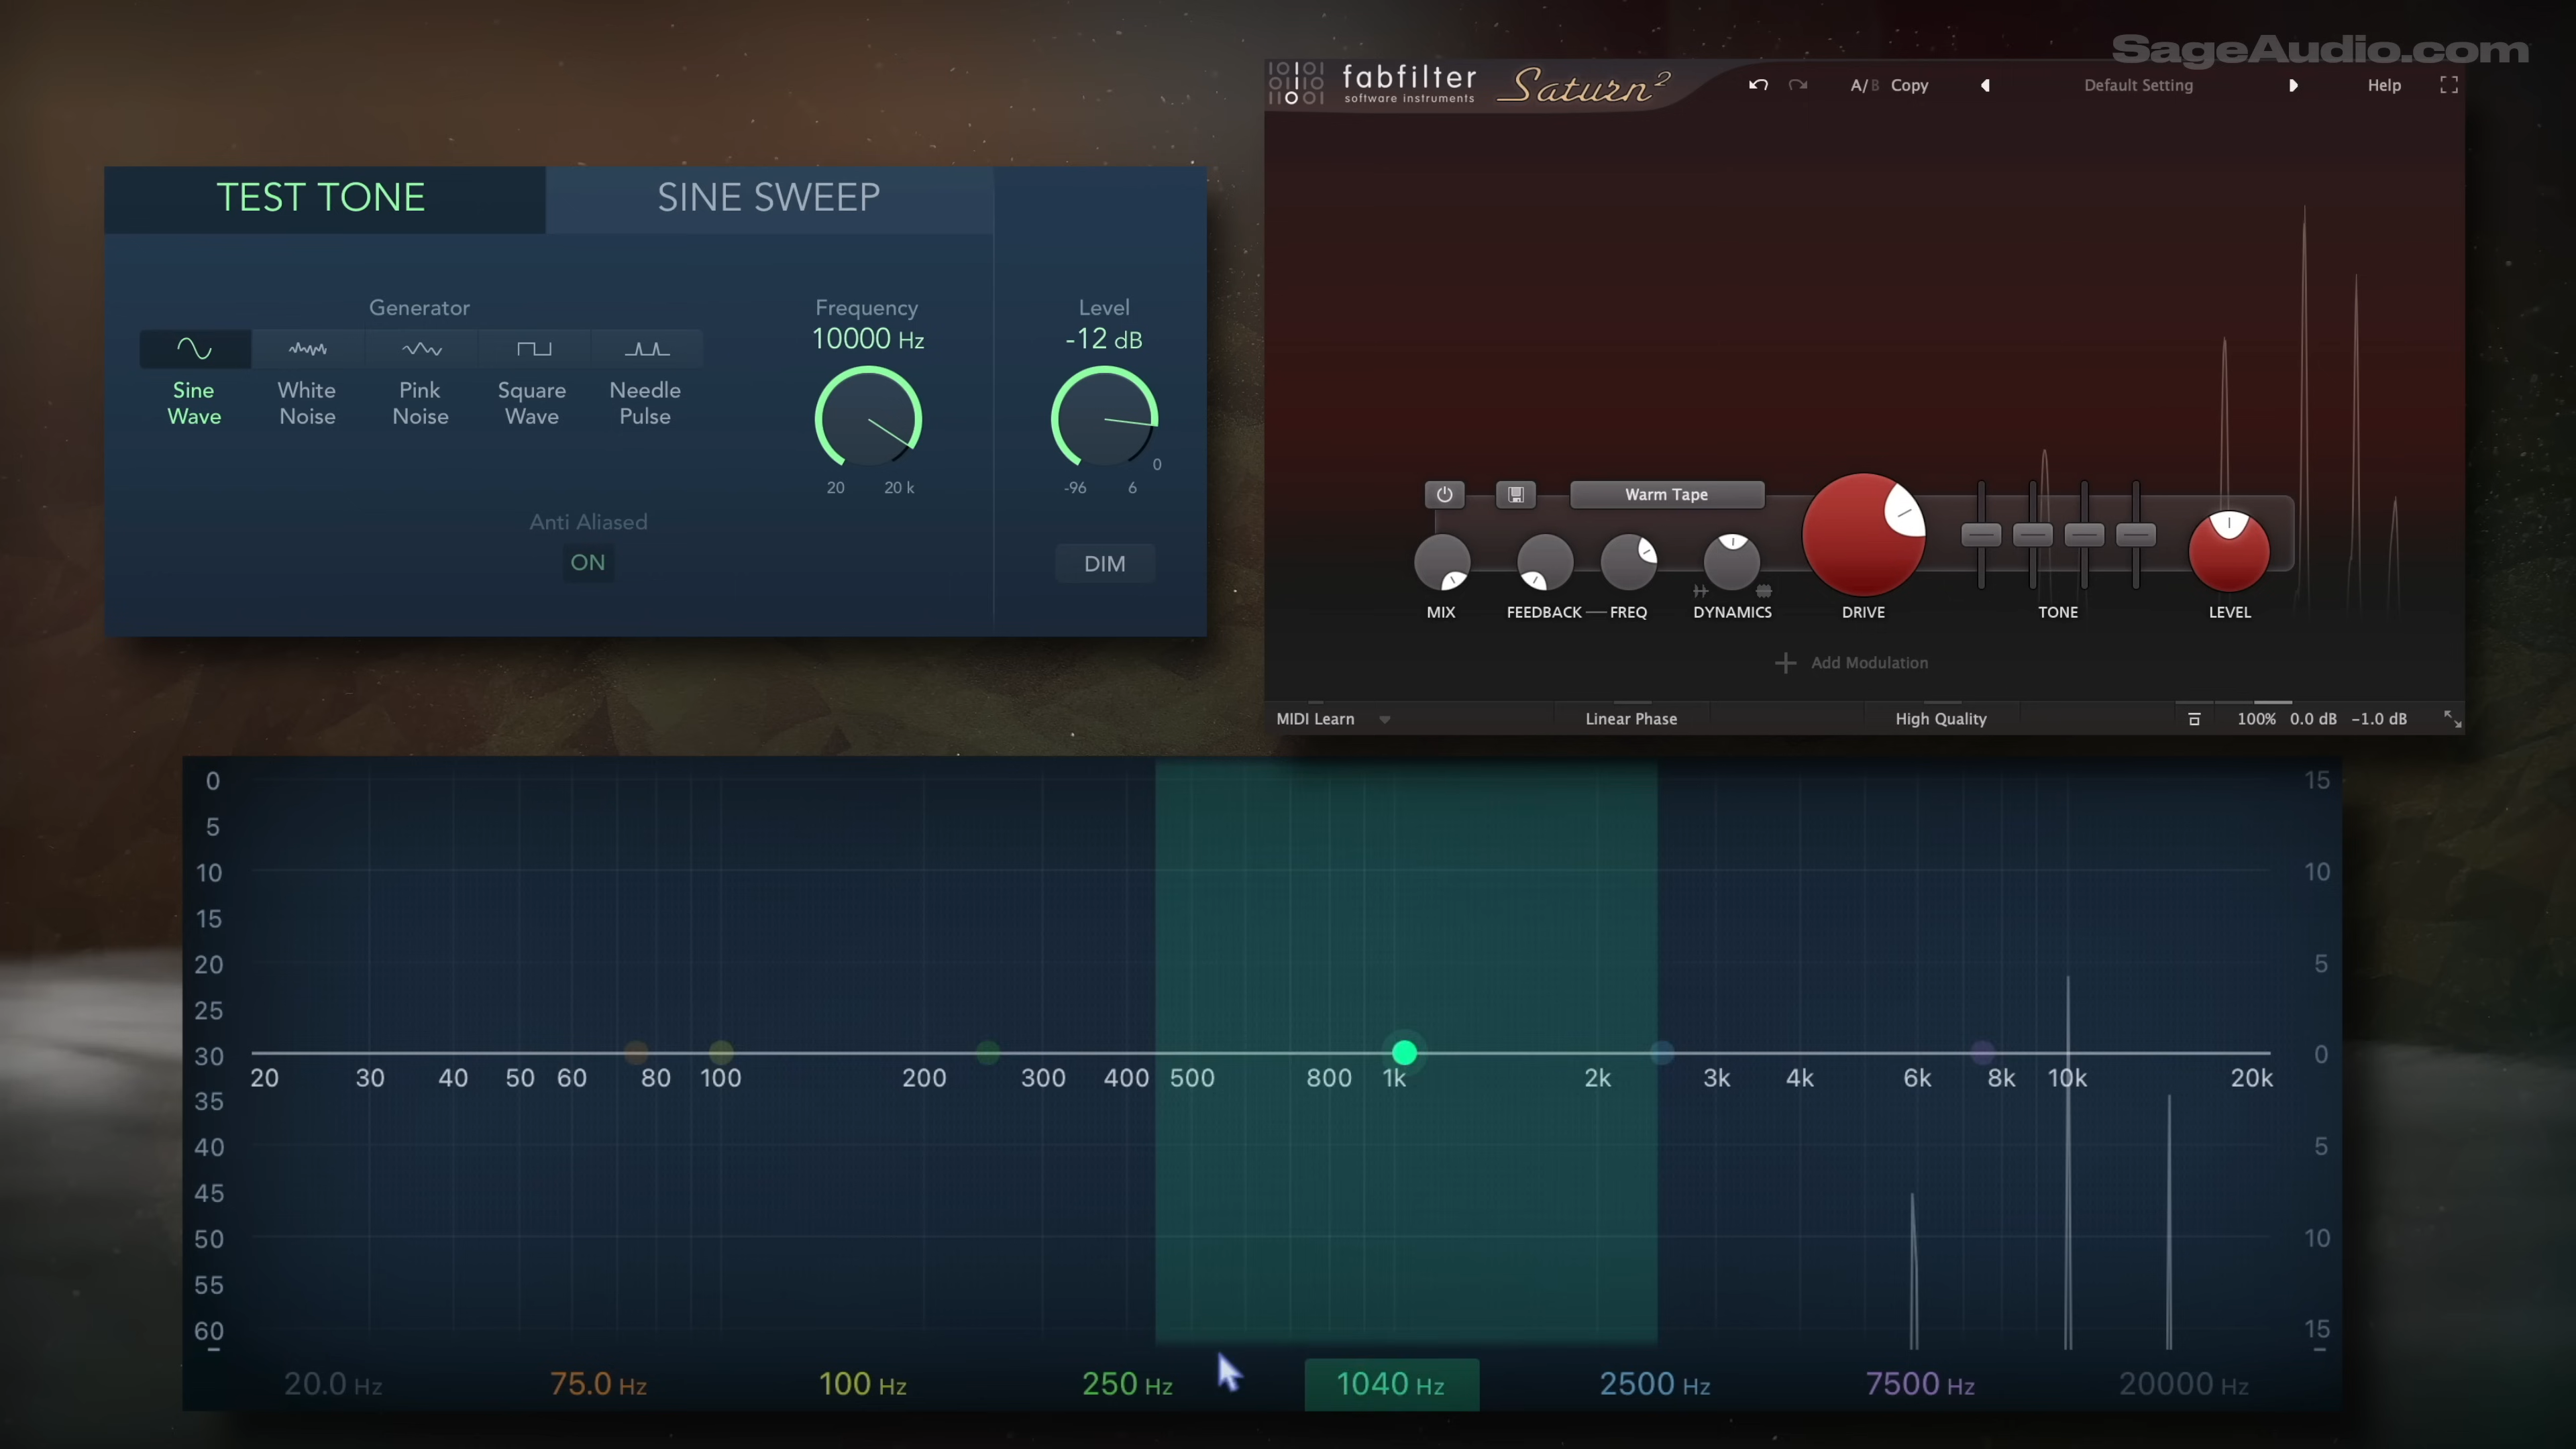 SageAudio.com
fabfilter
software instruments
Saturn 2
A/B Copy
Default Setting
Help
TEST TONE
SINE SWEEP
Generator
Sine Wave
White Noise
Pink Noise
Square Wave
Needle Pulse
Frequency
10000 Hz
20 20 k
Level
-12 dB
0
-96 6
Anti Aliased
ON
DIM
Warm Tape
MIX
FEEDBACK
FREQ
DYNAMICS
DRIVE
TONE
LEVEL
Add Modulation
MIDI Learn
Linear Phase
High Quality
100% 0.0 dB -1.0 dB
0 15
5
10 10
15
20 5
25
30 0
20 30 40 50 60 80 100 200 300 400 500 800 1k 2k 3k 4k 6k 8k 10k 20k
35
40 5
45
50 10
55
60 15
20.0 Hz 75.0 Hz 100 Hz 250 Hz 1040 Hz 2500 Hz 7500 Hz 20000 Hz